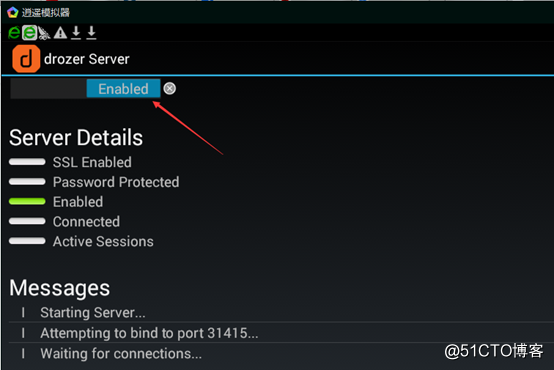 逍遥模拟器
drozer Server
Enabled
Server Details
SSL Enabled
Password Protected
Enabled
Connected
Active Sessions
Messages
I Starting Server...
I Attempting to bind to port 31415...
I Waiting for connections...
@51CTO博客